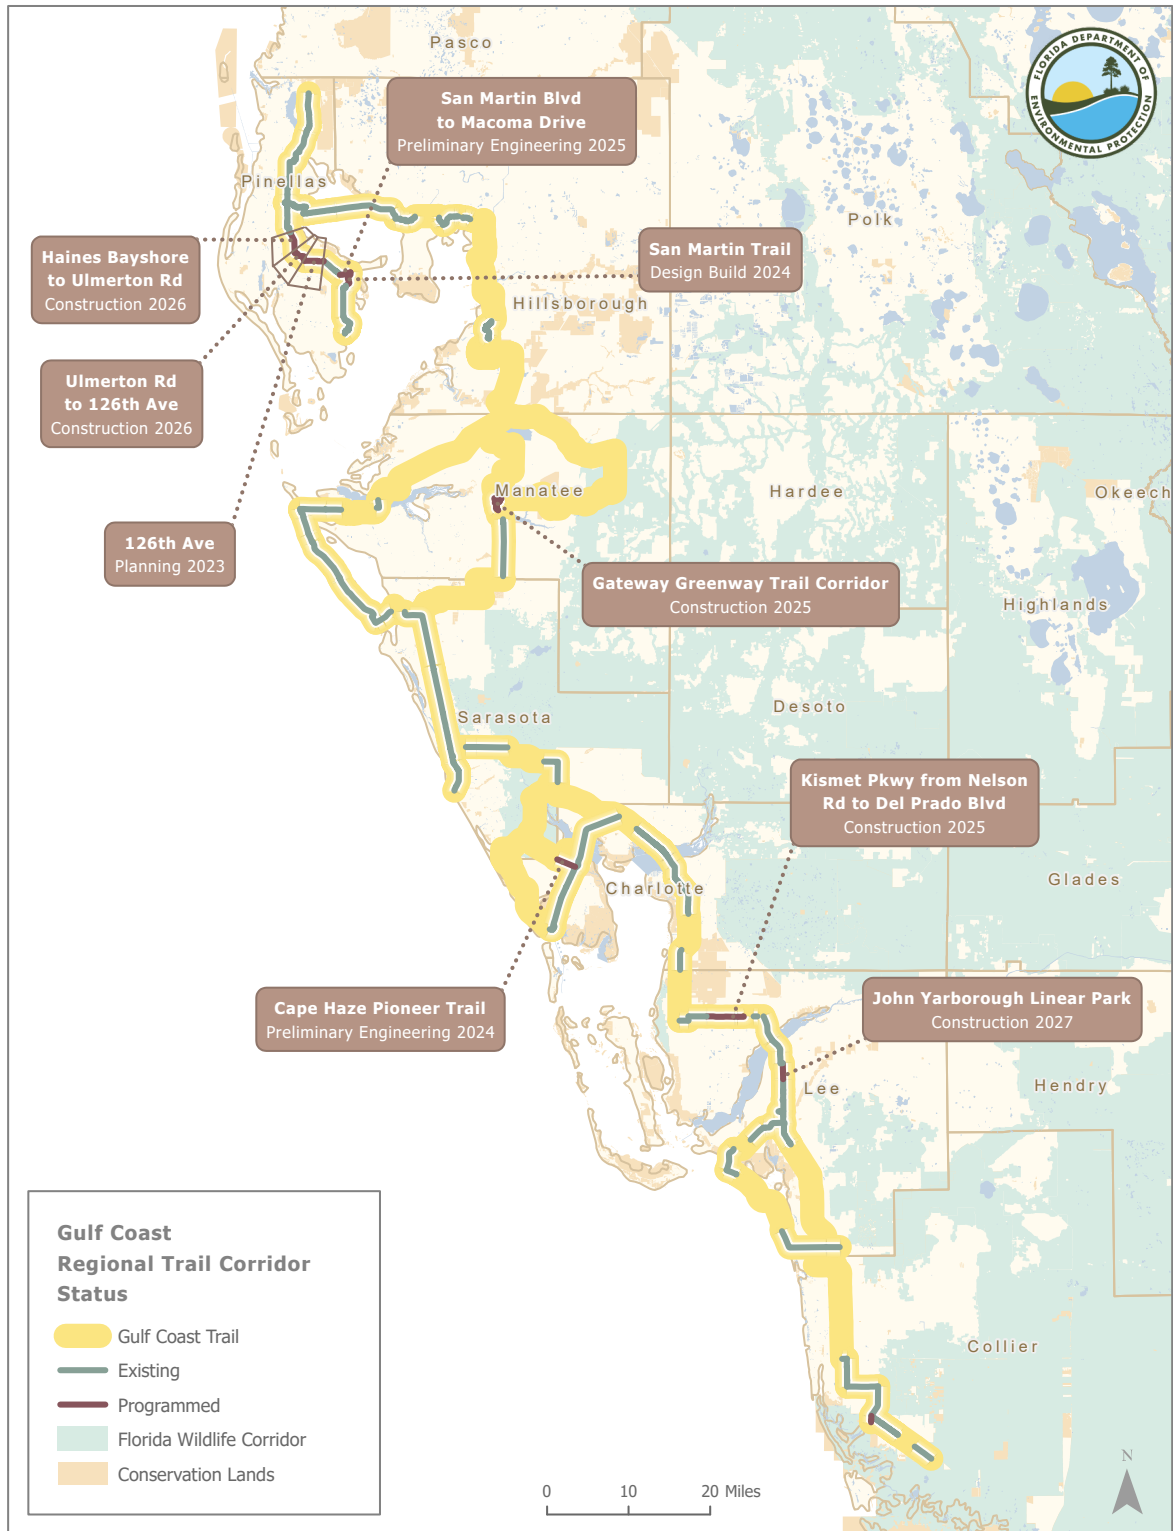 Pasco
FLORIDA DEPARTMENT OF
ENVIRONMENTAL PROTECTION
San Martin Blvd
to Macoma Drive
Preliminary Engineering 2025
Pinellas
Polk
Haines Bayshore
to Ulmerton Rd
Construction 2026
San Martin Trail
Design Build 2024
Hillsborough
Ulmerton Rd
to 126th Ave
Construction 2026
Manatee
Hardee
Okeech
126th Ave
Planning 2023
Gateway Greenway Trail Corridor
Construction 2025
Highlands
Sarasota
Desoto
Kismet Pkwy from Nelson
Rd to Del Prado Blvd
Construction 2025
Charlotte
Glades
Cape Haze Pioneer Trail
Preliminary Engineering 2024
John Yarborough Linear Park
Construction 2027
Lee
Hendry
Gulf Coast
Regional Trail Corridor
Status
Gulf Coast Trail
Existing
Programmed
Florida Wildlife Corridor
Conservation Lands
Collier
0 10 20 Miles
N